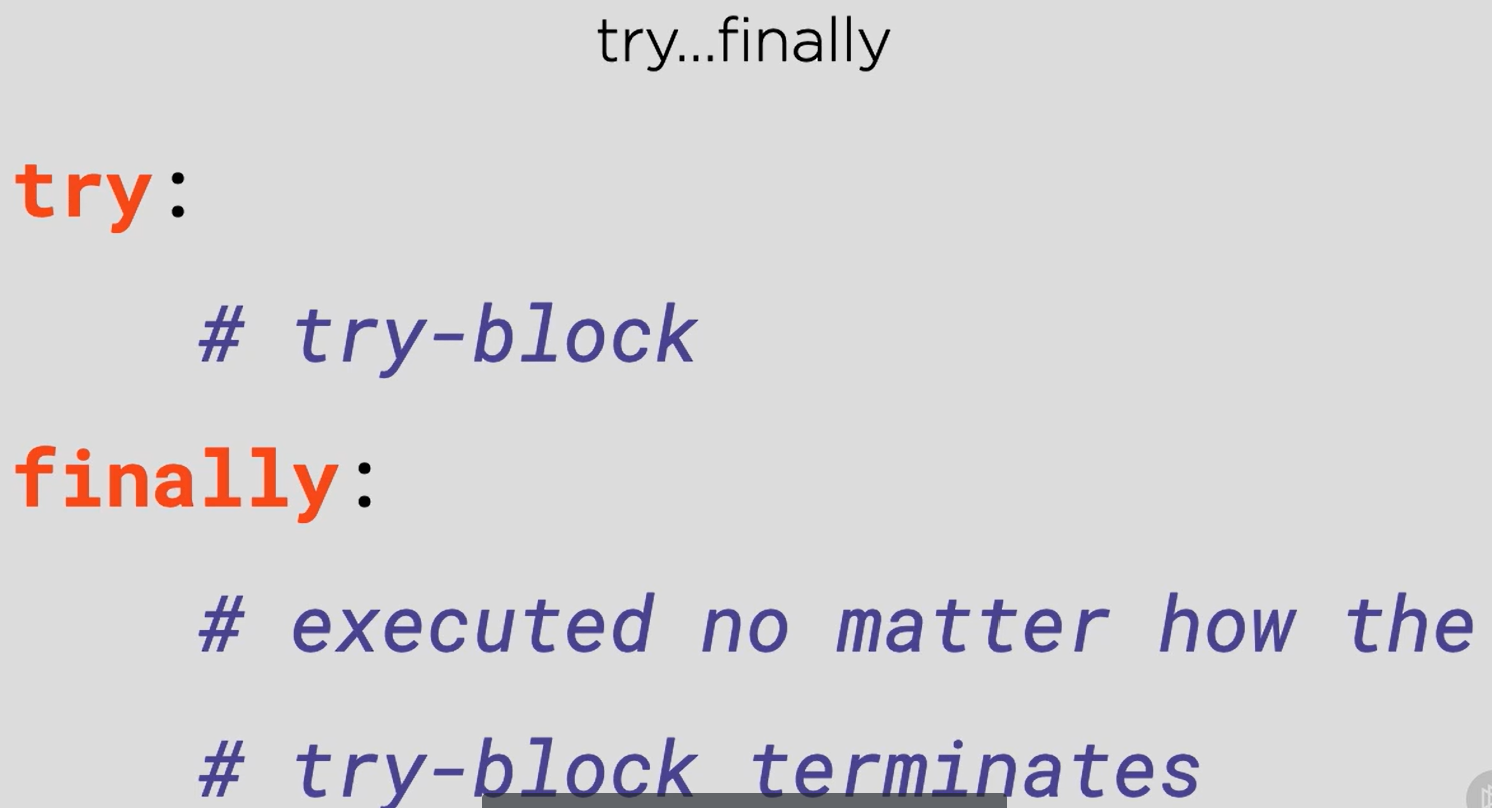 try...finally
try:
# try-block
finally:
# executed no matter how the
# try-block terminates